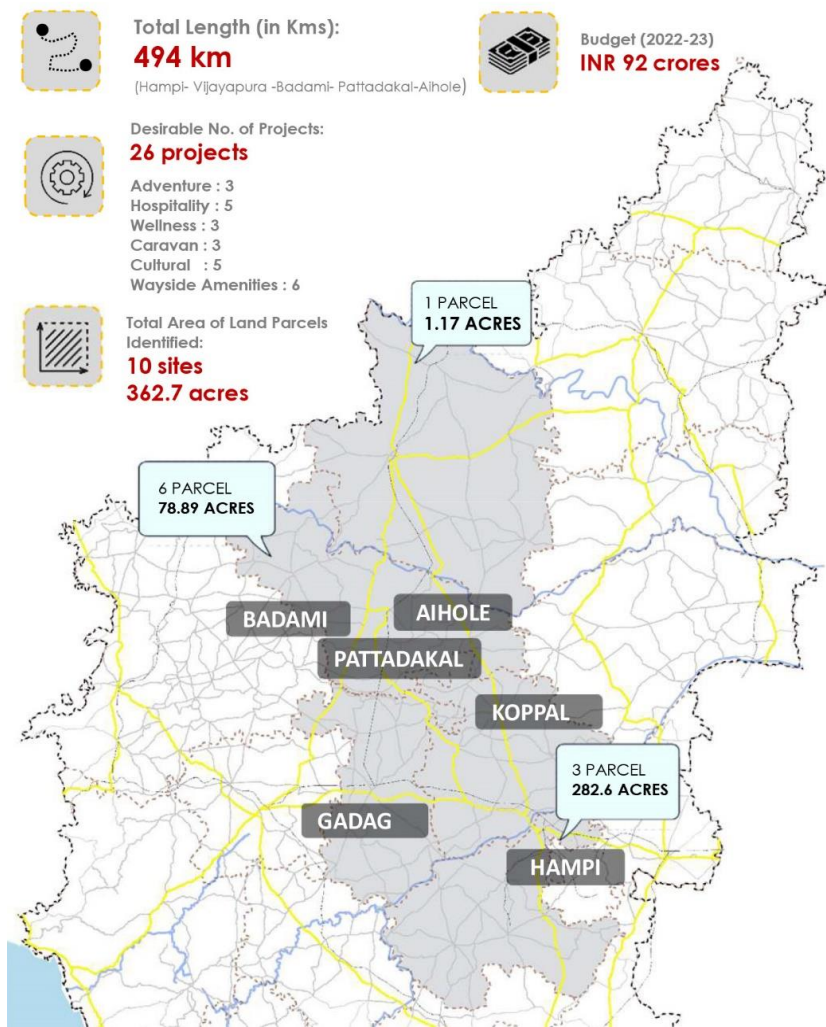 Total Length (in Kms):
494 km
(Hampi- Vijayapura -Badami- Pattadakal-Aihole)
Budget (2022-23)
INR 92 crores
Desirable No. of Projects:
26 projects
Adventure : 3
Hospitality : 5
Wellness : 3
Caravan : 3
Cultural : 5
Wayside Amenities : 6
Total Area of Land Parcels
Identified:
10 sites
362.7 acres
1 PARCEL
1.17 ACRES
6 PARCEL
78.89 ACRES
BADAMI
AIHOLE
PATTADAKAL
KOPPAL
3 PARCEL
282.6 ACRES
GADAG
HAMPI